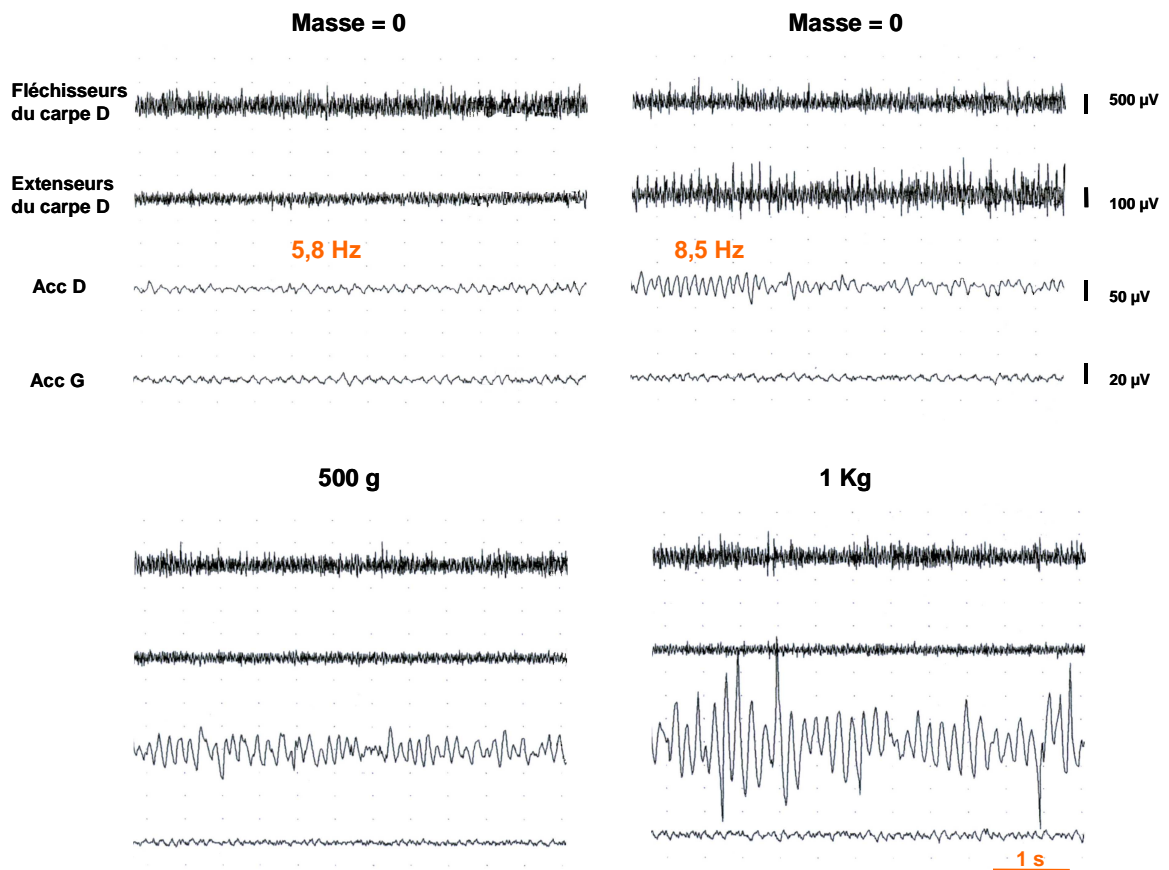 Masse = 0
Masse = 0
Fléchisseurs
du carpe D
500 µV
Extenseurs
du carpe D
100 µV
5,8 Hz
8,5 Hz
Acc D
50 µV
Acc G
20 µV
500 g
1 Kg
1 s